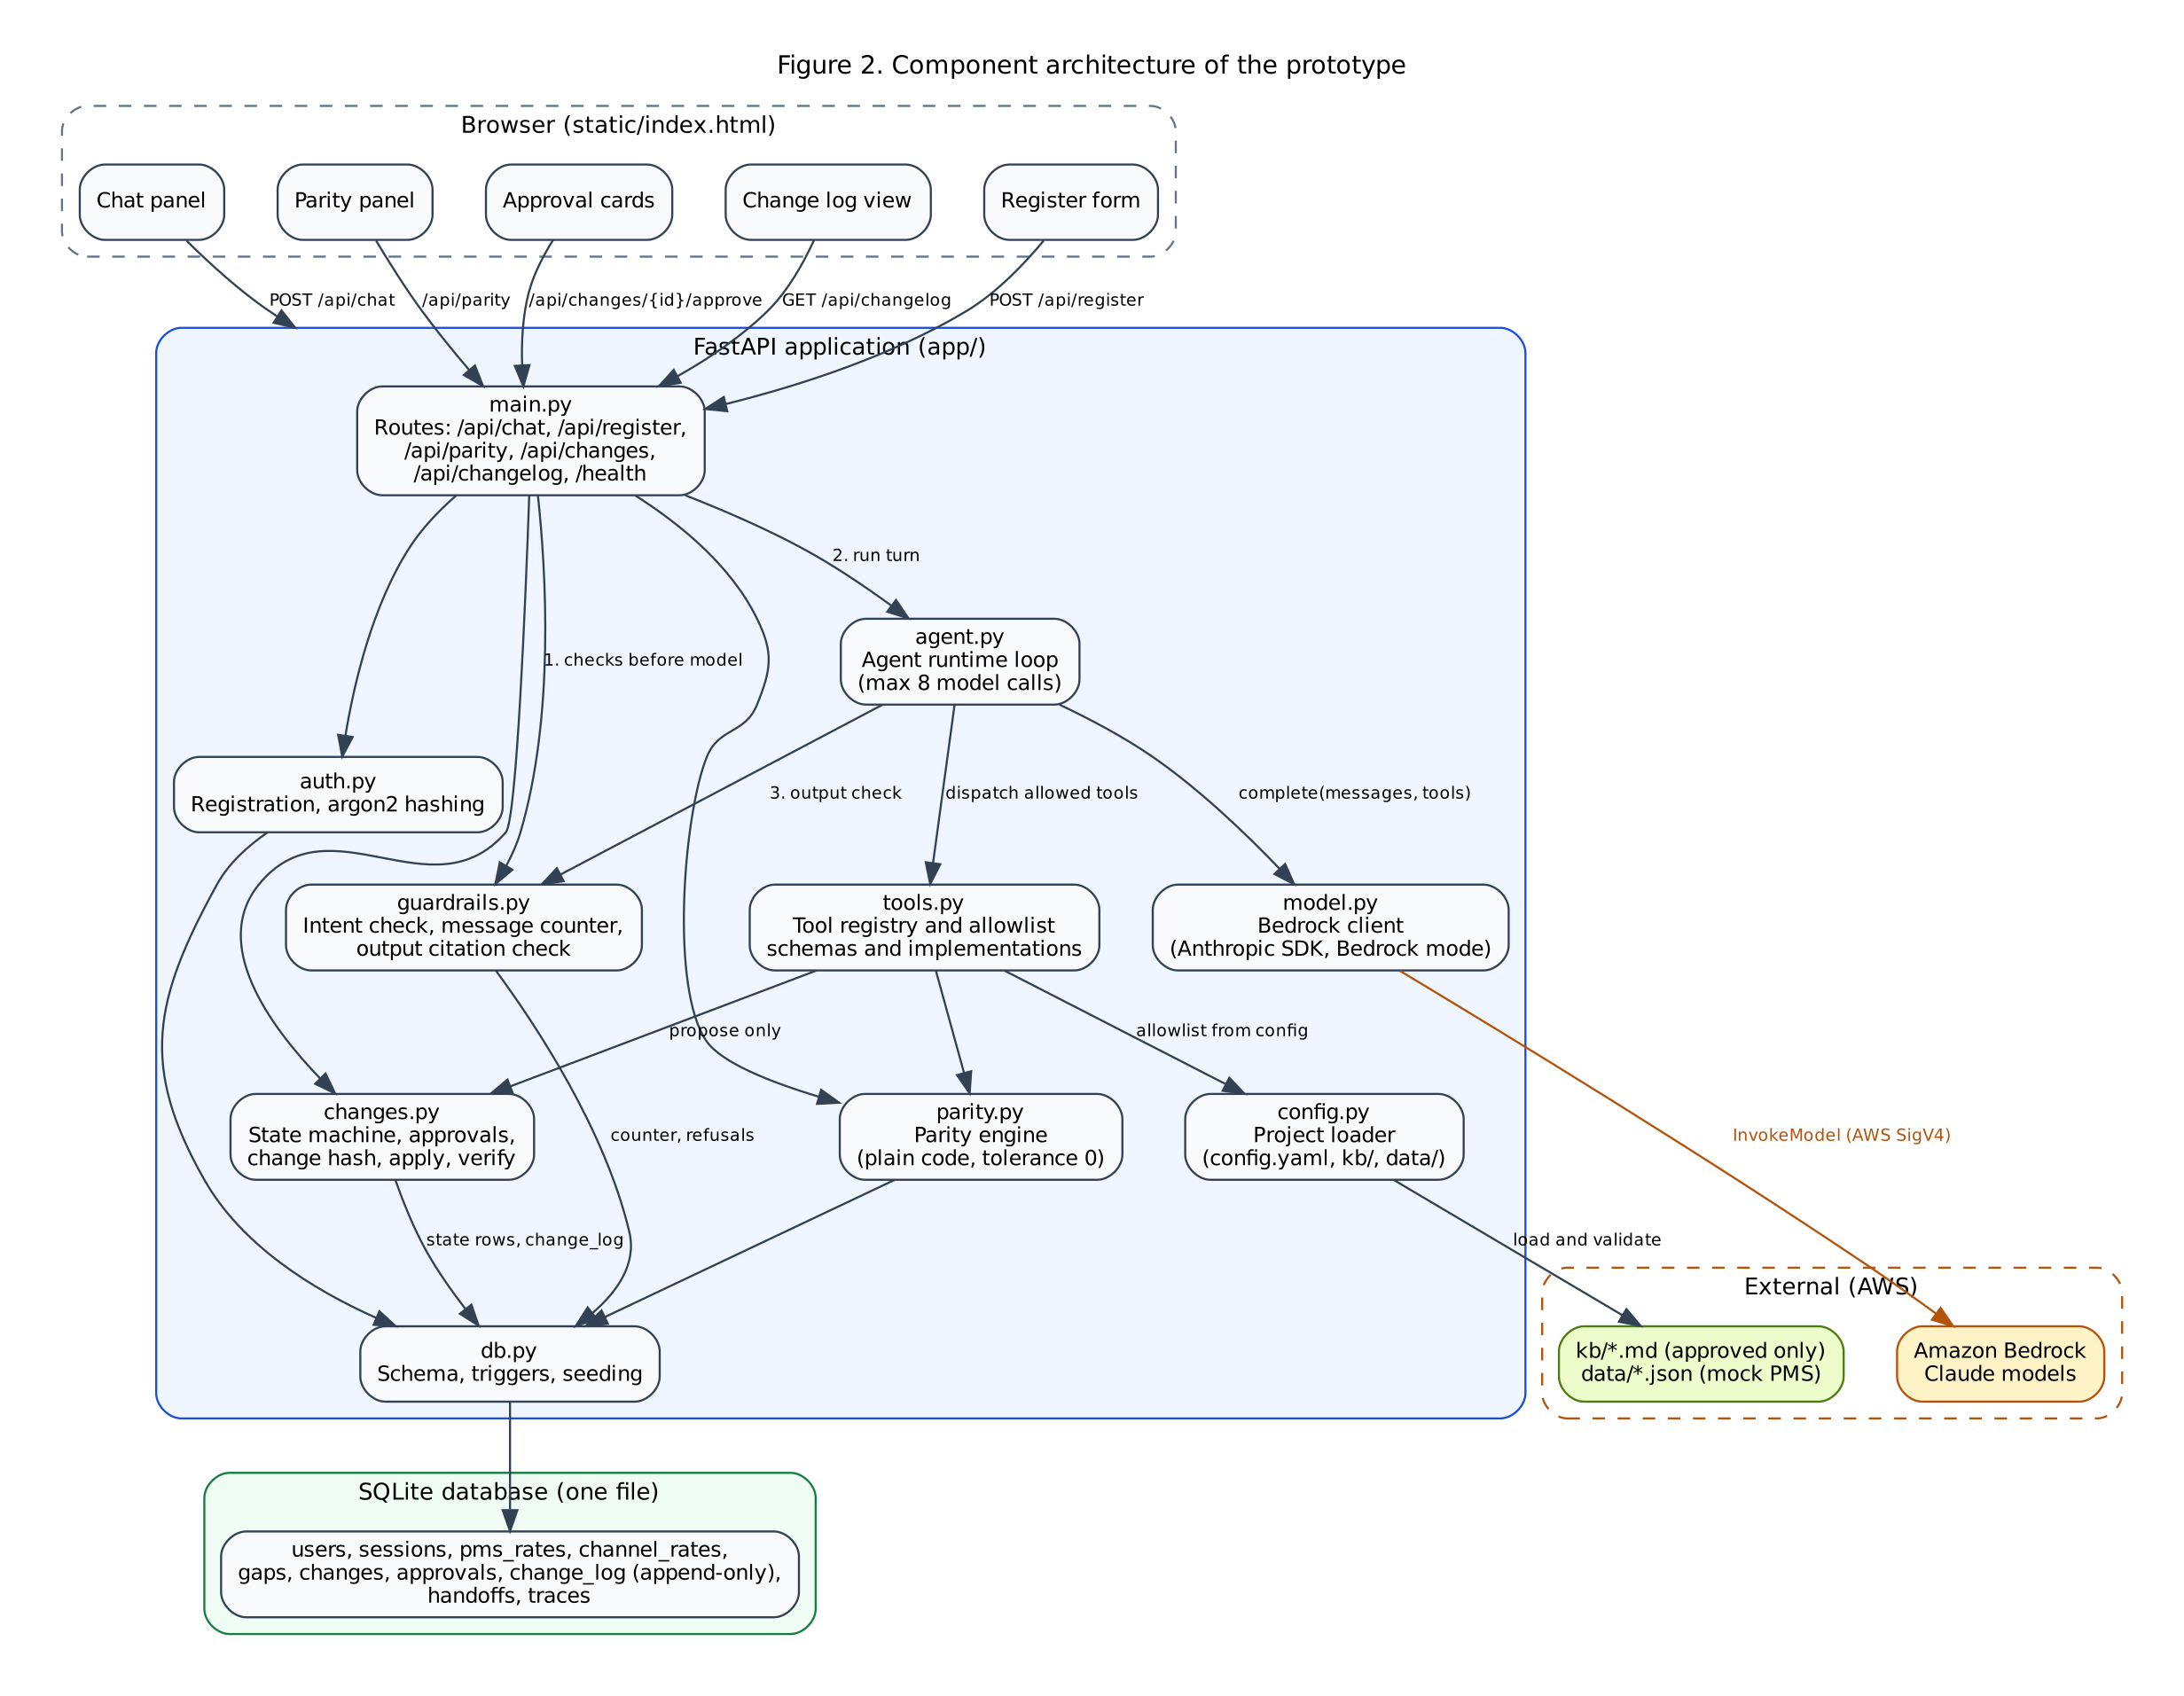 Figure 2. Component architecture of the prototype
Browser (static/index.html)
Chat panel
Parity panel
Approval cards
Change log view
Register form
POST /api/chat
/api/parity
/api/changes/{id}/approve
GET /api/changelog
POST /api/register
FastAPI application (app/)
main.py
Routes: /api/chat, /api/register,
/api/parity, /api/changes,
/api/changelog, /health
2. run turn
1. checks before model
agent.py
Agent runtime loop
(max 8 model calls)
auth.py
Registration, argon2 hashing
3. output check
dispatch allowed tools
complete(messages, tools)
guardrails.py
Intent check, message counter,
output citation check
tools.py
Tool registry and allowlist
schemas and implementations
model.py
Bedrock client
(Anthropic SDK, Bedrock mode)
propose only
allowlist from config
changes.py
State machine, approvals,
change hash, apply, verify
counter, refusals
parity.py
Parity engine
(plain code, tolerance 0)
config.py
Project loader
(config.yaml, kb/, data/)
InvokeModel (AWS SigV4)
state rows, change_log
load and validate
External (AWS)
db.py
Schema, triggers, seeding
kb/*.md (approved only)
data/*.json (mock PMS)
Amazon Bedrock
Claude models
SQLite database (one file)
users, sessions, pms_rates, channel_rates,
gaps, changes, approvals, change_log (append-only),
handoffs, traces